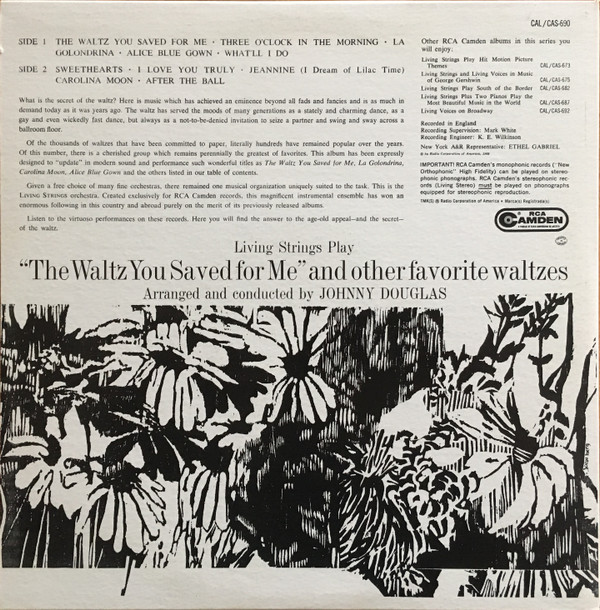 CAL/CAS-690
SIDE 1 THE WALTZ YOU SAVED FOR ME · THREE O'CLOCK IN THE MORNING · LA
GOLONDRINA · ALICE BLUE GOWN · WHAT'LL I DO
SIDE 2 SWEETHEARTS · I LOVE YOU TRULY · JEANNINE (I Dream of Lilac Time)
CAROLINA MOON · AFTER THE BALL
What is the secret of the waltz? Here is music which has achieved an eminence beyond all fads and fancies and is as much in
demand today as it was years ago. The waltz has served the moods of many generations as a stately and charming dance, as a
gay and even wickedly fast dance, but always as a not-to-be-denied invitation to seize a partner and swing and sway across a
ballroom floor.
Of the thousands of waltzes that have been committed to paper, literally hundreds have remained popular over the years.
Of this number, there is a cherished group which remains perennially the greatest of favorites. This album has been expressly
designed to "update" in modern sound and performance such wonderful titles as The Waltz You Saved for Me, La Golondrina,
Carolina Moon, Alice Blue Gown and the others listed in our table of contents.
Given a free choice of many fine orchestras, there remained one musical organization uniquely suited to the task. This is the
LIVING STRINGS orchestra. Created exclusively for RCA Camden records, this magnificent instrumental ensemble has won an
enormous following in this country and abroad purely on the merit of its previously released albums.
Listen to the virtuoso performances on these records. Here you will find the answer to the age-old appeal—and the secret—
of the waltz.
Other RCA Camden albums in this series you
will enjoy:
Living Strings Play Hit Motion Picture
Themes CAL/CAS-673
Living Strings and Living Voices in Music
of George Gershwin CAL/CAS-675
Living Strings Play South of the Border CAL/CAS-682
Living Strings Plus Two Pianos Play the
Most Beautiful Music in the World CAL/CAS-687
Living Voices on Broadway CAL/CAS-692
Recorded in England
Recording Supervision: Mark White
Recording Engineer: K. E. Wilkinson
New York A&R Representative: ETHEL GABRIEL
IMPORTANT! RCA Camden's monophonic records ("New
Orthophonic" High Fidelity) can be played on stereo-
phonic phonographs. RCA Camden's stereophonic rec-
ords (Living Stereo) must be played on phonographs
equipped for stereophonic reproduction.
TMK(S) ® Radio Corporation of America • Marca(s) Registrada(s)
RCA
CAMDEN
Living Strings Play
"The Waltz You Saved for Me" and other favorite waltzes
Arranged and conducted by JOHNNY DOUGLAS